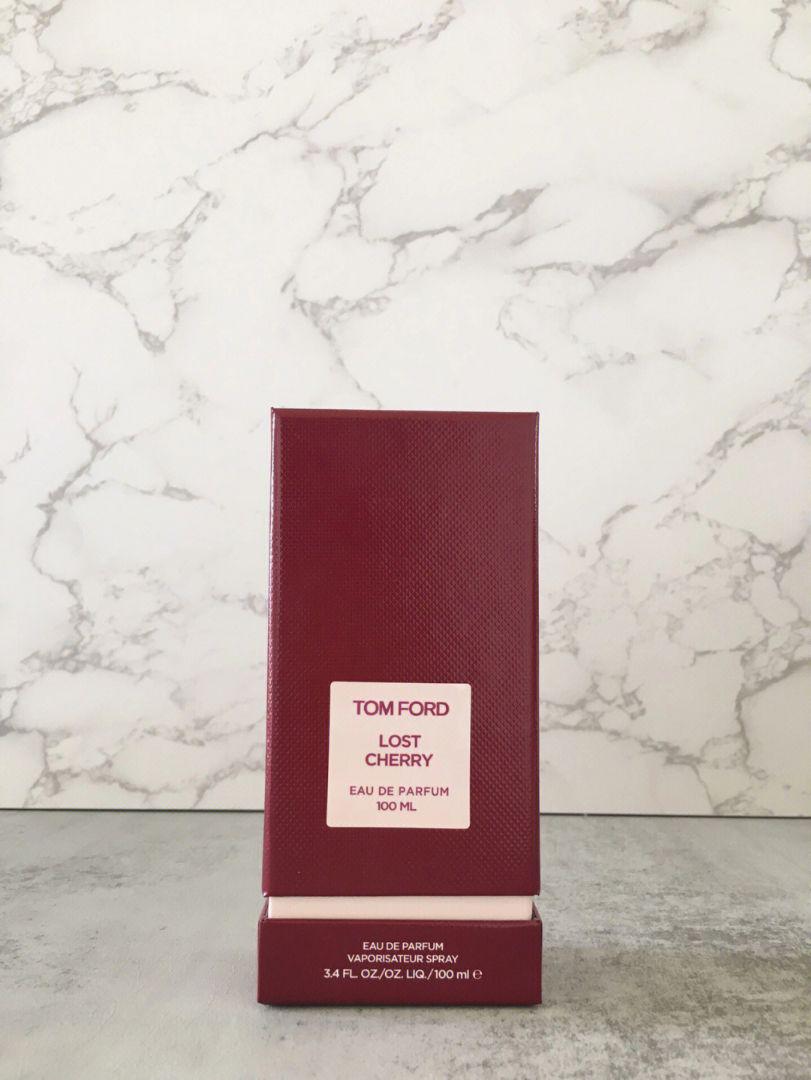 TOM FORD
LOST
CHERRY
EAU DE PARFUM
100 ML
EAU DE PARFUM
VAPORISATEUR SPRAY
3.4 FL. OZ./OZ. LIQ./100 ml ℮